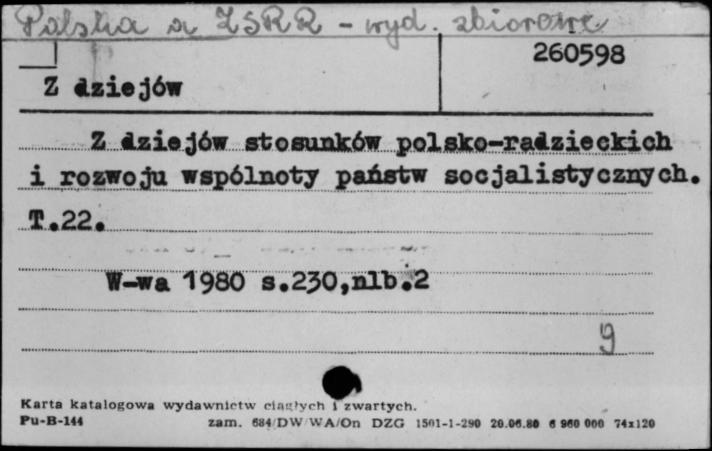 Polska a ZSRR - wyd. zbiorowe
260598
Z dziejów
Z dziejów stosunków polsko-radzieckich
i rozwoju wspólnoty państw socjalistycznych.
T.22.
W-wa 1980 s.230,nlb.2
9
Karta katalogowa wydawnictw ciągłych i zwartych.
Pu-B-144 zam. 684/DW/WA/On DZG 1501-1-290 20.06.80 6 960 000 74x120